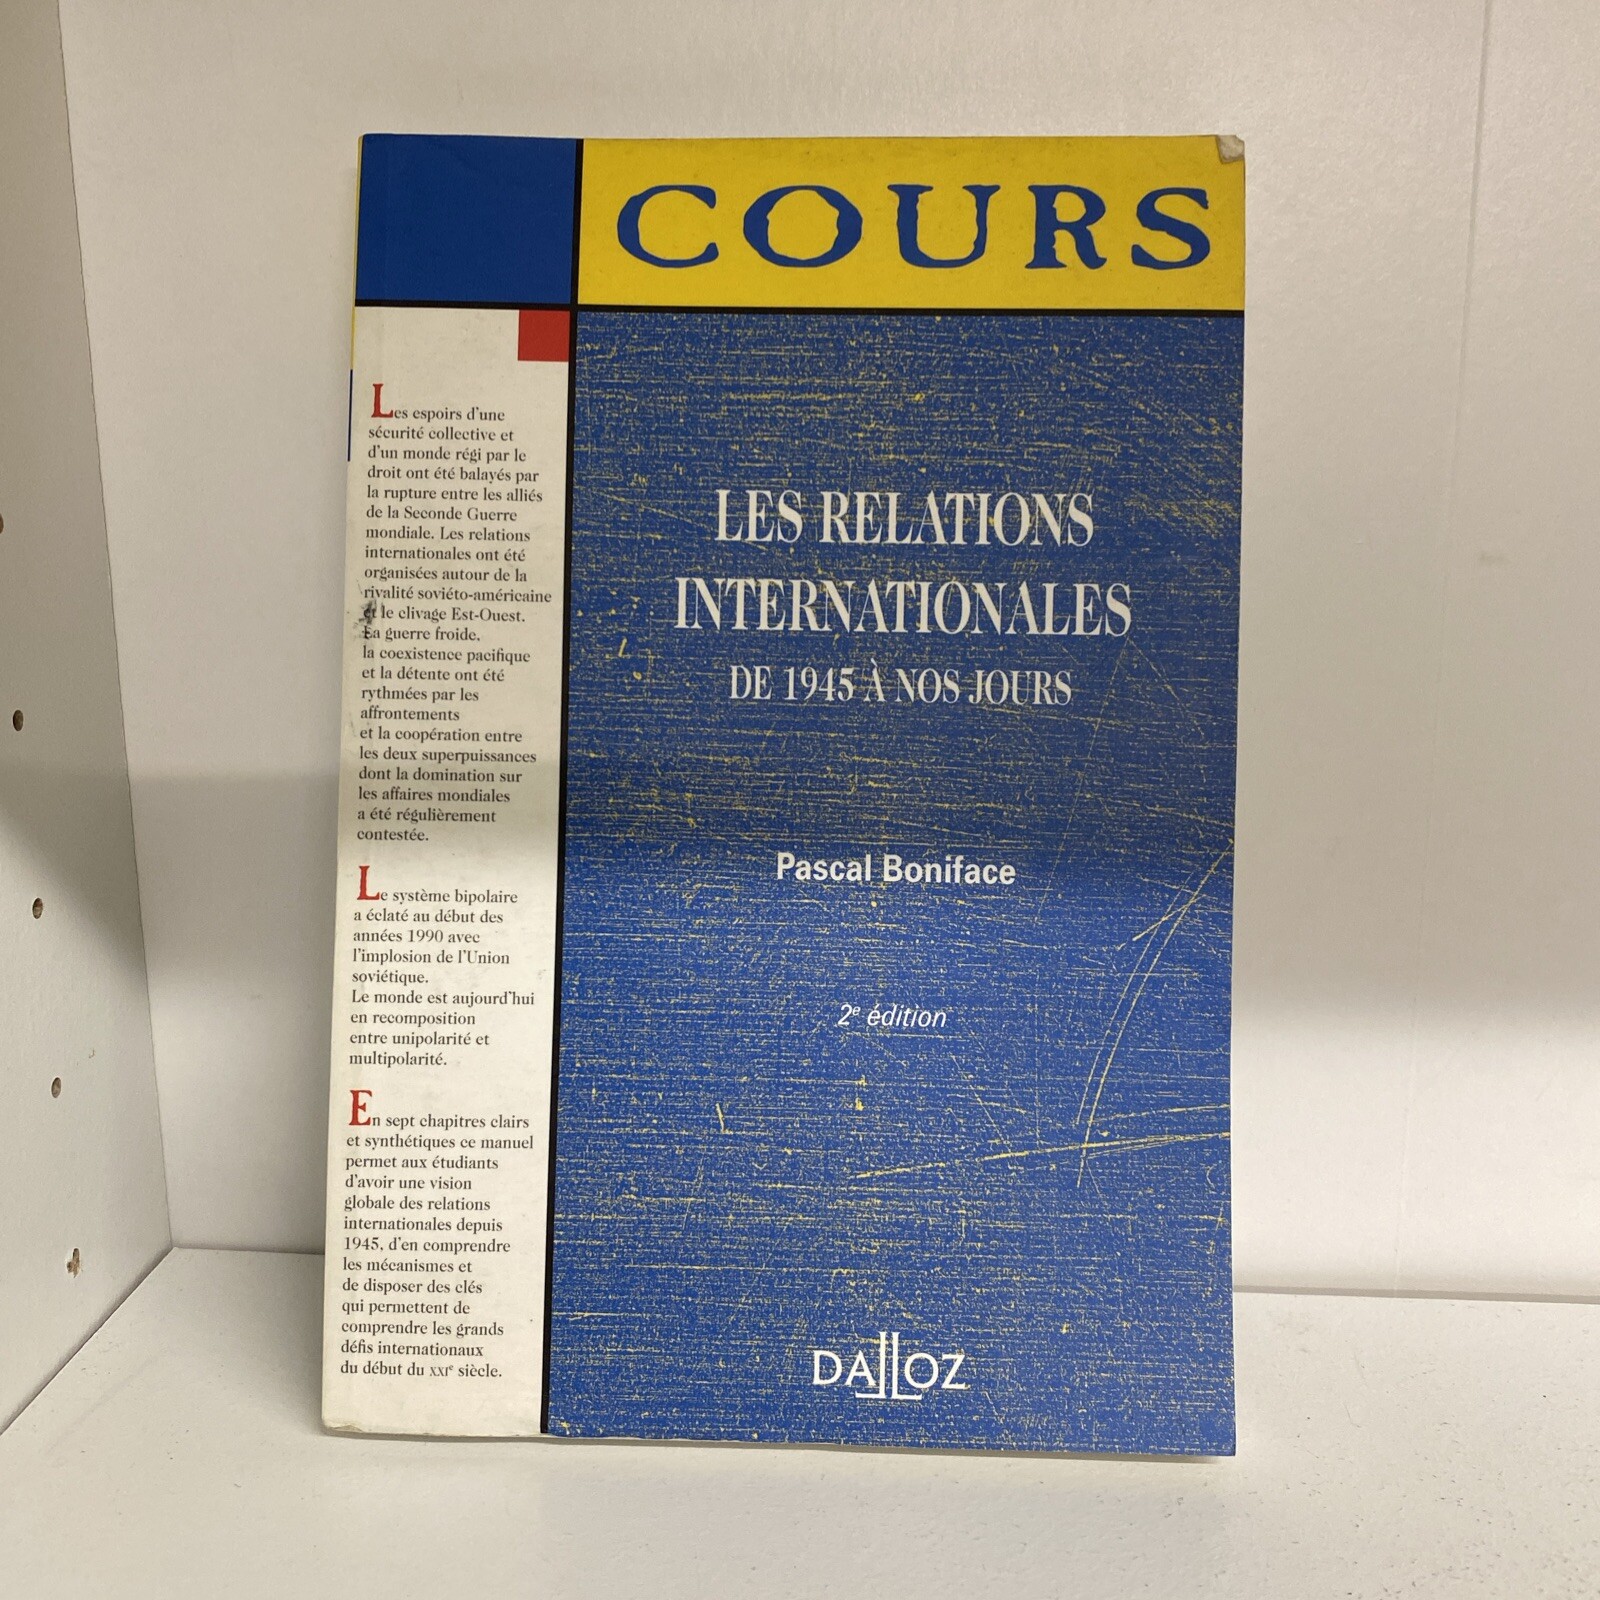 COURS
Les espoirs d'une
sécurité collective et
d'un monde régi par le
droit ont été balayés par
la rupture entre les alliés
de la Seconde Guerre
mondiale. Les relations
internationales ont été
organisées autour de la
rivalité soviéto-américaine
et le clivage Est-Ouest.
La guerre froide,
la coexistence pacifique
et la détente ont été
rythmées par les
affrontements
et la coopération entre
les deux superpuissances
dont la domination sur
les affaires mondiales
a été régulièrement
contestée.
Le système bipolaire
a éclaté au début des
années 1990 avec
l'implosion de l'Union
soviétique.
Le monde est aujourd'hui
en recomposition
entre unipolarité et
multipolarité.
En sept chapitres clairs
et synthétiques ce manuel
permet aux étudiants
d'avoir une vision
globale des relations
internationales depuis
1945, d'en comprendre
les mécanismes et
de disposer des clés
qui permettent de
comprendre les grands
défis internationaux
du début du XXIe siècle.
LES RELATIONS
INTERNATIONALES
DE 1945 À NOS JOURS
Pascal Boniface
2e édition
DALLOZ